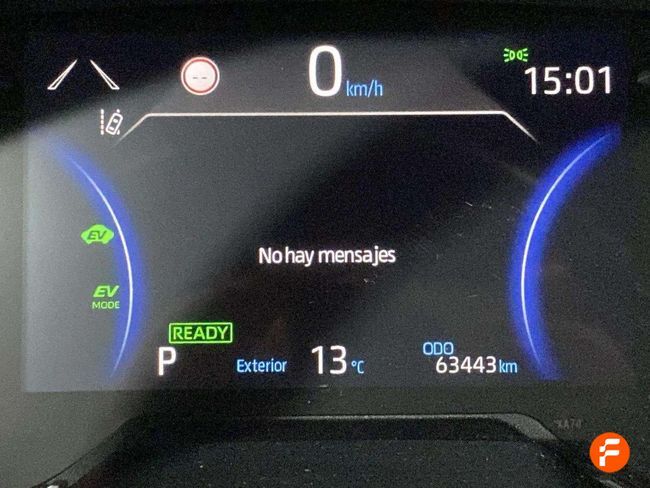 --
0 km/h
15:01
EV
No hay mensajes
EV
MODE
READY
P
Exterior 13 °C
ODO
63443 km